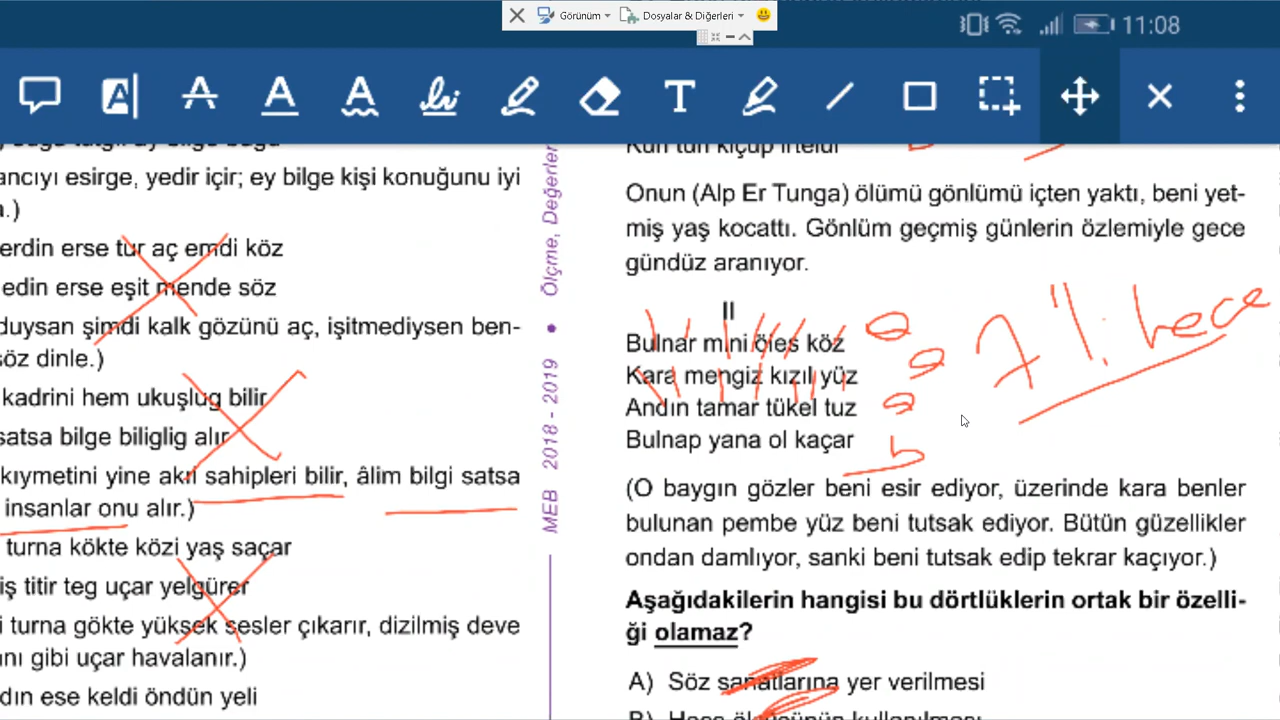 Görünüm
Dosyalar & Diğerleri
11:08
ancıyı esirge, yedir içir; ey bilge kişi konuğunu iyi
a.)
erdin erse tur aç emdi köz
edin erse eşit mende söz
duysan şimdi kalk gözünü aç, işitmediysen ben-
söz dinle.)
kadrini hem ukuşlug bilir
satsa bilge biliglig alır
kıymetini yine akıl sahipleri bilir, âlim bilgi satsa
insanlar onu alır.)
turna kökte közi yaş saçar
iş titir teg uçar yelgürer
i turna gökte yüksek sesler çıkarır, dizilmiş deve
anı gibi uçar havalanır.)
dın ese keldi öndün yeli
MEB 2018 - 2019 • Ölçme, Değerler
Onun (Alp Er Tunga) ölümü gönlümü içten yaktı, beni yet-
miş yaş kocattı. Gönlüm geçmiş günlerin özlemiyle gece
gündüz aranıyor.
II
Bulnar mini öles köz a
Kara mengiz kızıl yüz a
Andın tamar tükel tuz a
Bulnap yana ol kaçar b
7'li hece
(O baygın gözler beni esir ediyor, üzerinde kara benler
bulunan pembe yüz beni tutsak ediyor. Bütün güzellikler
ondan damlıyor, sanki beni tutsak edip tekrar kaçıyor.)
Aşağıdakilerin hangisi bu dörtlüklerin ortak bir özelli-
ği olamaz?
A) Söz sanatlarına yer verilmesi